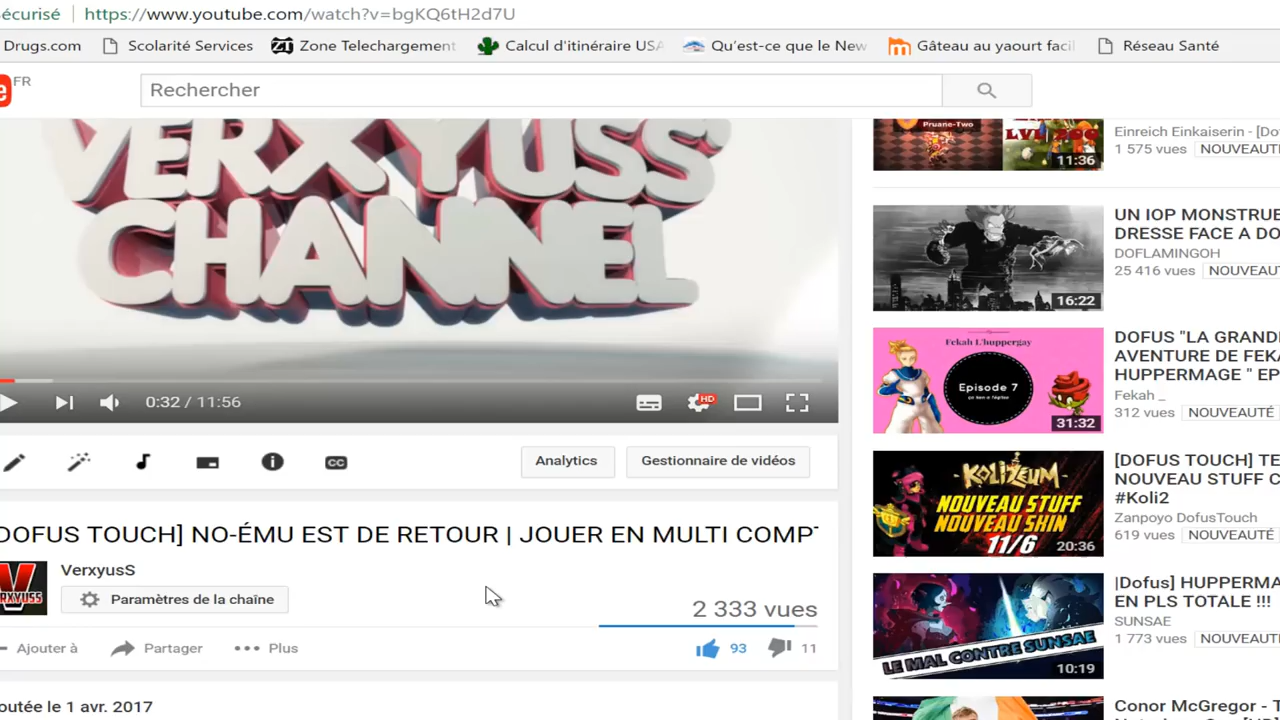 écurisé | https://www.youtube.com/watch?v=bgKQ6tH2d7U
Drugs.com Scolarité Services ZT Zone Telechargement Calcul d'itinéraire USA Qu'est-ce que le New Gâteau au yaourt facil Réseau Santé
e FR Rechercher
VERXYUSS
CHANNEL
0:32 / 11:56
HD
CC
Analytics Gestionnaire de vidéos
DOFUS TOUCH] NO-ÉMU EST DE RETOUR | JOUER EN MULTI COMPT
VERXYUSS
VerxyusS
Paramètres de la chaîne
2 333 vues
Ajouter à Partager Plus 93 11
outée le 1 avr. 2017
Pruane-Two
LVL 200
11:36
Einreich Einkaiserin - [Do
1 575 vues NOUVEAUTÉ
16:22
UN IOP MONSTRUE
DRESSE FACE A DO
DOFLAMINGOH
25 416 vues NOUVEAUT
Fekah L'huppergay
Episode 7
31:32
DOFUS "LA GRAND
AVENTURE DE FEKA
HUPPERMAGE " EP
Fekah _
312 vues NOUVEAUTÉ
KOLIZEUM
NOUVEAU STUFF
NOUVEAU SKIN
11/6
20:36
[DOFUS TOUCH] TE
NOUVEAU STUFF C
#Koli2
Zanpoyo DofusTouch
619 vues NOUVEAUTÉ
LE MAL CONTRE SUNSAE
10:19
|Dofus] HUPPERMA
EN PLS TOTALE !!!
SUNSAE
1 773 vues NOUVEAUT
Conor McGregor - T